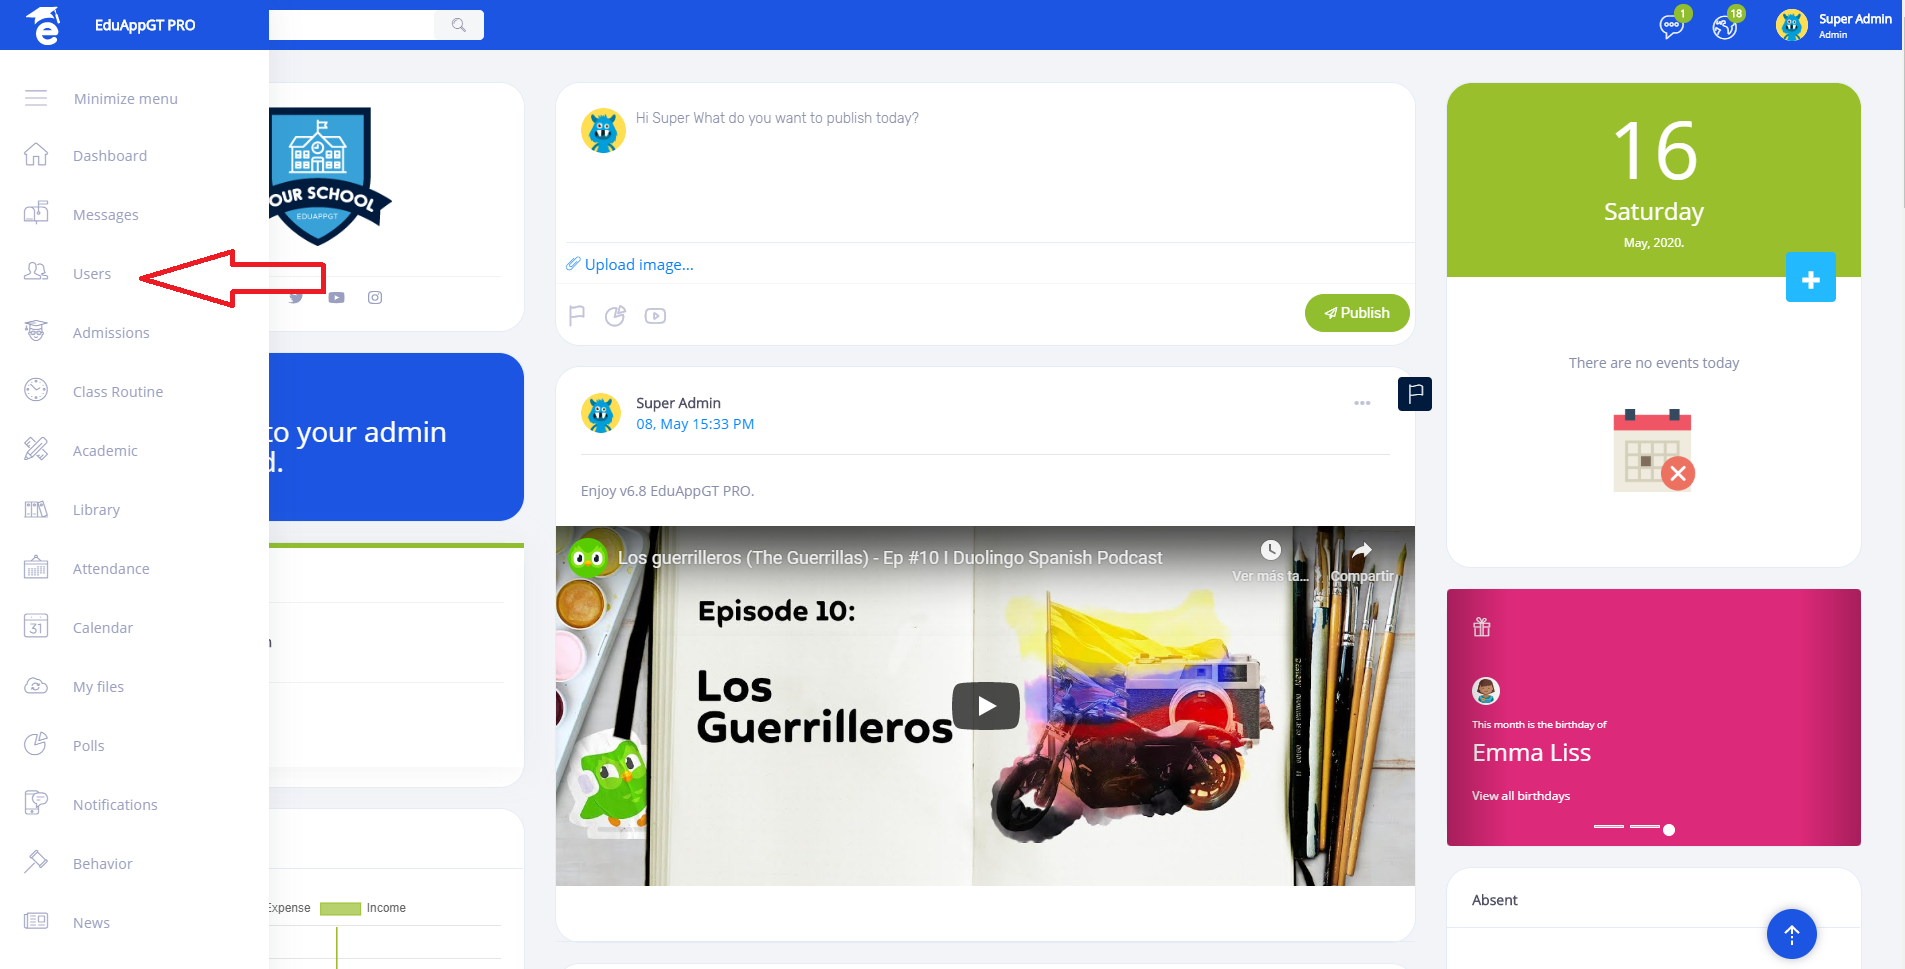 EduAppGT PRO
1
18
Super Admin
Admin
Minimize menu
Dashboard
Messages
Users
Admissions
Class Routine
Academic
Library
Attendance
Calendar
31
My files
Polls
Notifications
Behavior
News
OUR SCHOOL
EDUAPPGT
to your admin
d.
Expense
Income
Hi Super What do you want to publish today?
Upload image...
Publish
Super Admin
08, May 15:33 PM
Enjoy v6.8 EduAppGT PRO.
Los guerrilleros (The Guerrillas) - Ep #10 I Duolingo Spanish Podcast
Ver más ta...
Compartir
Episode 10:
Los
Guerrilleros
16
Saturday
May, 2020.
There are no events today
This month is the birthday of
Emma Liss
View all birthdays
Absent